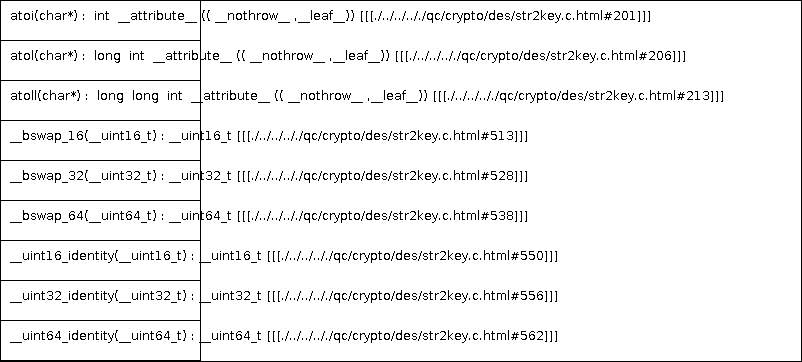 atoi(char*) : int __attribute__ (( __nothrow__ ,__leaf__)) [[[./../../../qc/crypto/des/str2key.c.html#201]]]
atol(char*) : long int __attribute__ (( __nothrow__ ,__leaf__)) [[[./../../../qc/crypto/des/str2key.c.html#206]]]
atoll(char*) : long long int __attribute__ (( __nothrow__ ,__leaf__)) [[[./../../../qc/crypto/des/str2key.c.html#213]]]
__bswap_16(__uint16_t) : __uint16_t [[[./../../../qc/crypto/des/str2key.c.html#513]]]
__bswap_32(__uint32_t) : __uint32_t [[[./../../../qc/crypto/des/str2key.c.html#528]]]
__bswap_64(__uint64_t) : __uint64_t [[[./../../../qc/crypto/des/str2key.c.html#538]]]
__uint16_identity(__uint16_t) : __uint16_t [[[./../../../qc/crypto/des/str2key.c.html#550]]]
__uint32_identity(__uint32_t) : __uint32_t [[[./../../../qc/crypto/des/str2key.c.html#556]]]
__uint64_identity(__uint64_t) : __uint64_t [[[./../../../qc/crypto/des/str2key.c.html#562]]]